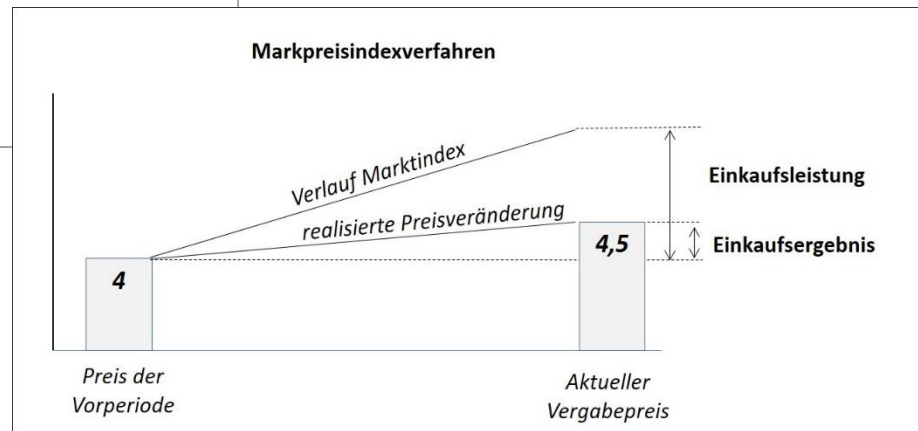 Markpreisindexverfahren
Verlauf Marktindex
realisierte Preisveränderung
Einkaufsleistung
Einkaufsergebnis
4
4,5
Preis der
Vorperiode
Aktueller
Vergabepreis